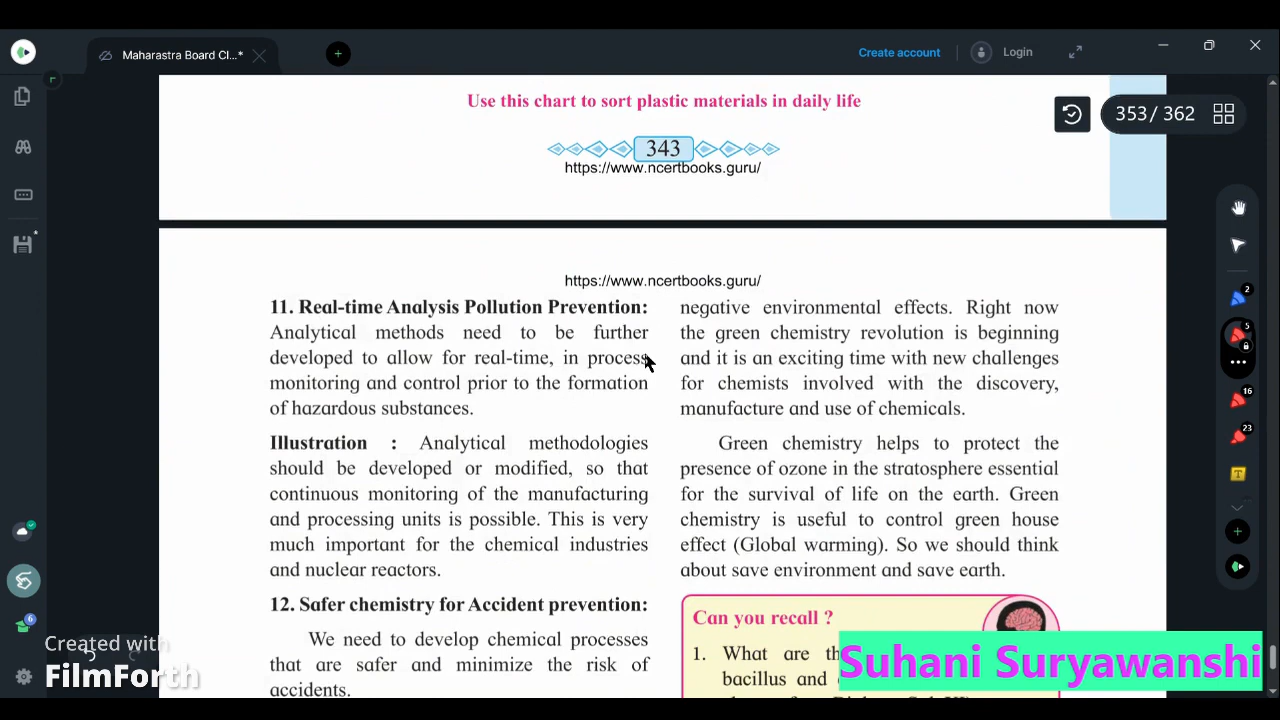 Maharastra Board Cl...*
Create account
Login
353/ 362
Use this chart to sort plastic materials in daily life
343
https://www.ncertbooks.guru/
https://www.ncertbooks.guru/
11. Real-time Analysis Pollution Prevention:
Analytical methods need to be further
developed to allow for real-time, in process
monitoring and control prior to the formation
of hazardous substances.
Illustration : Analytical methodologies
should be developed or modified, so that
continuous monitoring of the manufacturing
and processing units is possible. This is very
much important for the chemical industries
and nuclear reactors.
12. Safer chemistry for Accident prevention:
We need to develop chemical processes
that are safer and minimize the risk of
accidents.
negative environmental effects. Right now
the green chemistry revolution is beginning
and it is an exciting time with new challenges
for chemists involved with the discovery,
manufacture and use of chemicals.
Green chemistry helps to protect the
presence of ozone in the stratosphere essential
for the survival of life on the earth. Green
chemistry is useful to control green house
effect (Global warming). So we should think
about save environment and save earth.
Can you recall ?
1. What are
bacillus and
2
5
16
23
T
6
Created with
FilmForth
Suhani Suryawanshi